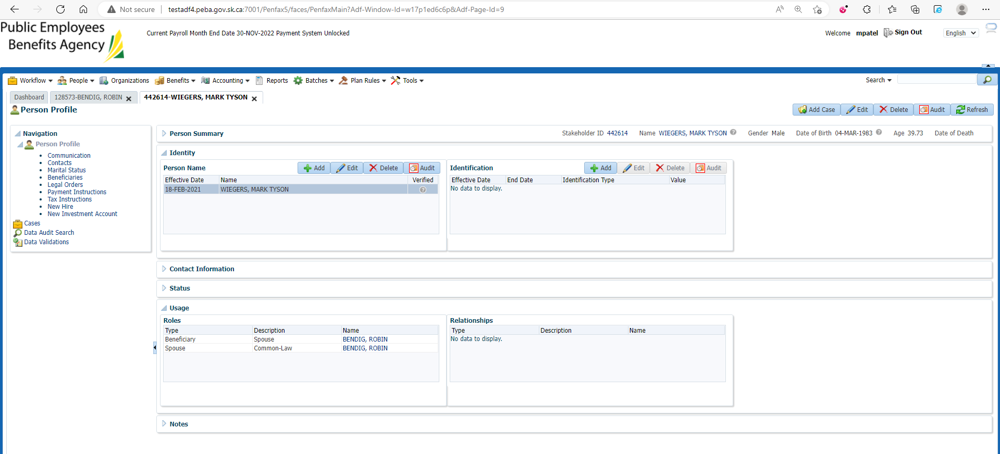 Not secure
testadf4.peba.gov.sk.ca:7001/Penfax5/faces/PenfaxMain?Adf-Window-Id=w17p1ed6c6p&Adf-Page-Id=9
Public Employees
Benefits Agency
Current Payroll Month End Date 30-NOV-2022 Payment System Unlocked
Welcome mpatel Sign Out English
Workflow People Organizations Benefits Accounting Reports Batches Plan Rules Tools Search
Dashboard 128573-BENDIG, ROBIN 442614-WIEGERS, MARK TYSON
Person Profile
Add Case Edit Delete Audit Refresh
Navigation
Person Profile
Communication
Contacts
Marital Status
Beneficiaries
Legal Orders
Payment Instructions
Tax Instructions
New Hire
New Investment Account
Cases
Data Audit Search
Data Validations
Person Summary Stakeholder ID 442614 Name WIEGERS, MARK TYSON Gender Male Date of Birth 04-MAR-1983 Age 39.73 Date of Death
Identity
Person Name Add Edit Delete Audit
Effective Date Name Verified
18-FEB-2021 WIEGERS, MARK TYSON
Identification Add Edit Delete Audit
Effective Date End Date Identification Type Value
No data to display.
Contact Information
Status
Usage
Roles
Type Description Name
Beneficiary Spouse BENDIG, ROBIN
Spouse Common-Law BENDIG, ROBIN
Relationships
Type Description Name
No data to display.
Notes